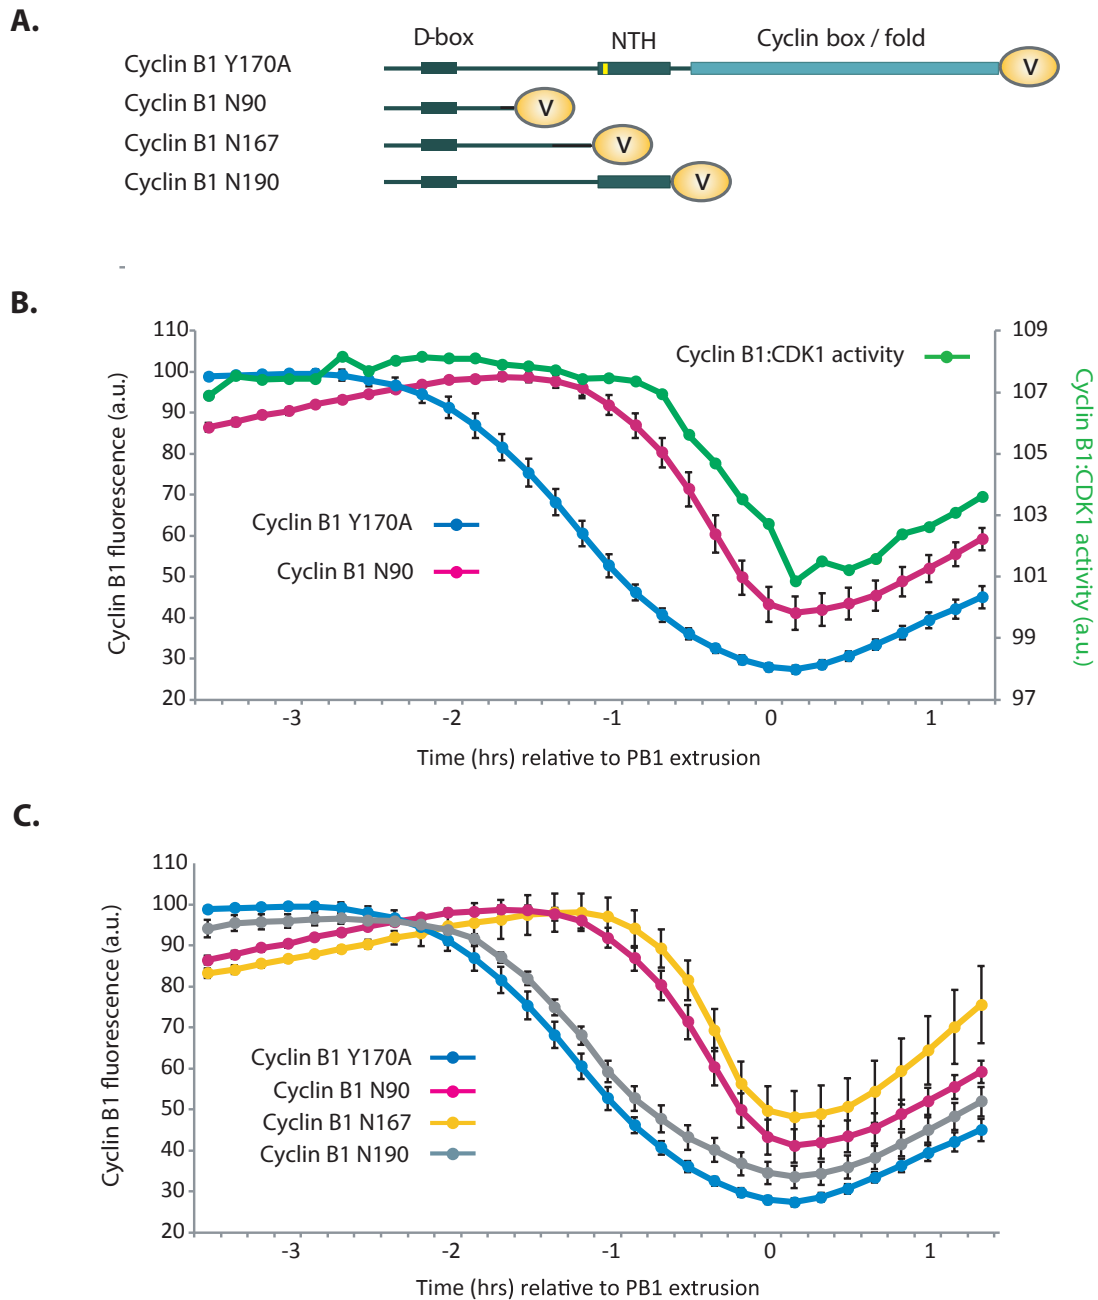 A.
D-box NTH Cyclin box / fold
Cyclin B1 Y170A V
Cyclin B1 N90 V
Cyclin B1 N167 V
Cyclin B1 N190 V
B.
Cyclin B1 fluorescence (a.u.)
110
100
90
80
70
60
50
40
30
20
Cyclin B1:CDK1 activity
Cyclin B1 Y170A
Cyclin B1 N90
109
107
105
103
101
99
97
Cyclin B1:CDK1 activity (a.u.)
-3 -2 -1 0 1
Time (hrs) relative to PB1 extrusion
C.
Cyclin B1 fluorescence (a.u.)
110
100
90
80
70
60
50
40
30
20
Cyclin B1 Y170A
Cyclin B1 N90
Cyclin B1 N167
Cyclin B1 N190
-3 -2 -1 0 1
Time (hrs) relative to PB1 extrusion